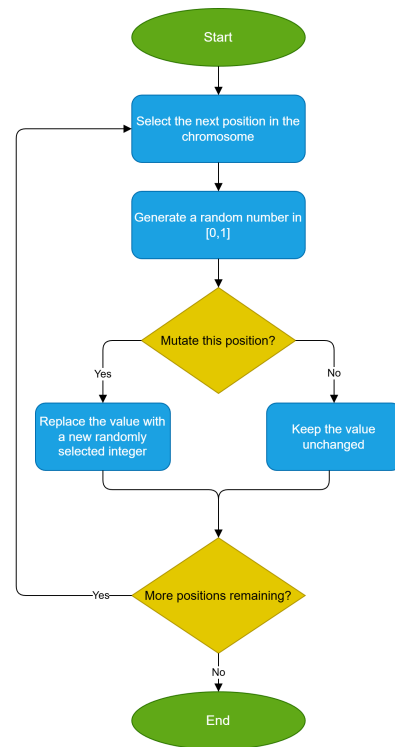 Start
Select the next position in the
chromosome
Generate a random number in
[0,1]
Mutate this position?
Yes
No
Replace the value with
a new randomly
selected integer
Keep the value
unchanged
More positions remaining?
Yes
No
End